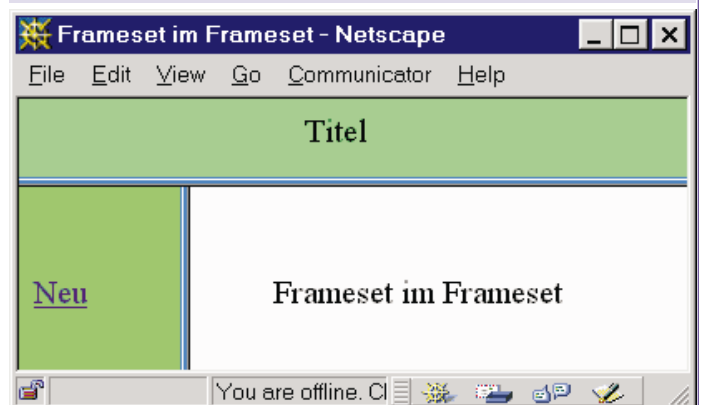 Frameset im Frameset - Netscape
File Edit View Go Communicator Help
Titel
Neu
Frameset im Frameset
You are offline. Cl